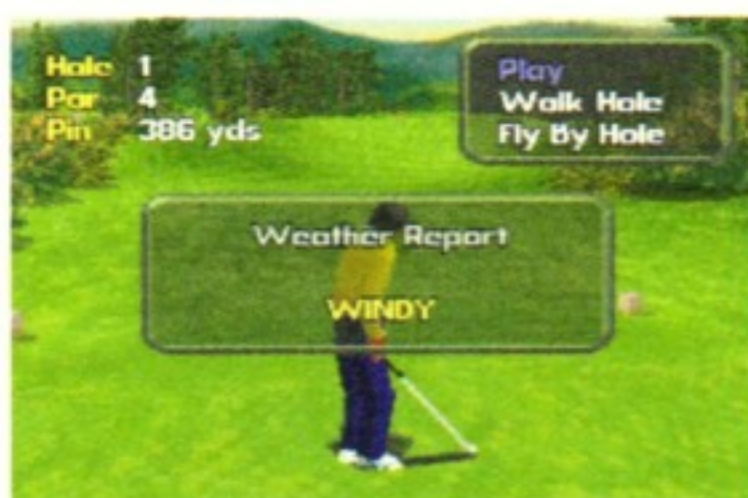 Hole 1
Par 4
Pin 386 yds
Play
Walk Hole
Fly By Hole
Weather Report
WINDY